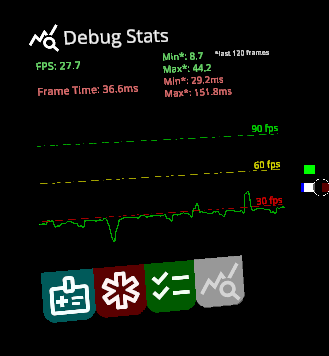 Debug Stats
FPS: 27.7
Min*: 8.7 *last 120 frames
Max*: 44.2
Frame Time: 36.6ms
Min*: 29.2ms
Max*: 151.8ms
90 fps
60 fps
30 fps